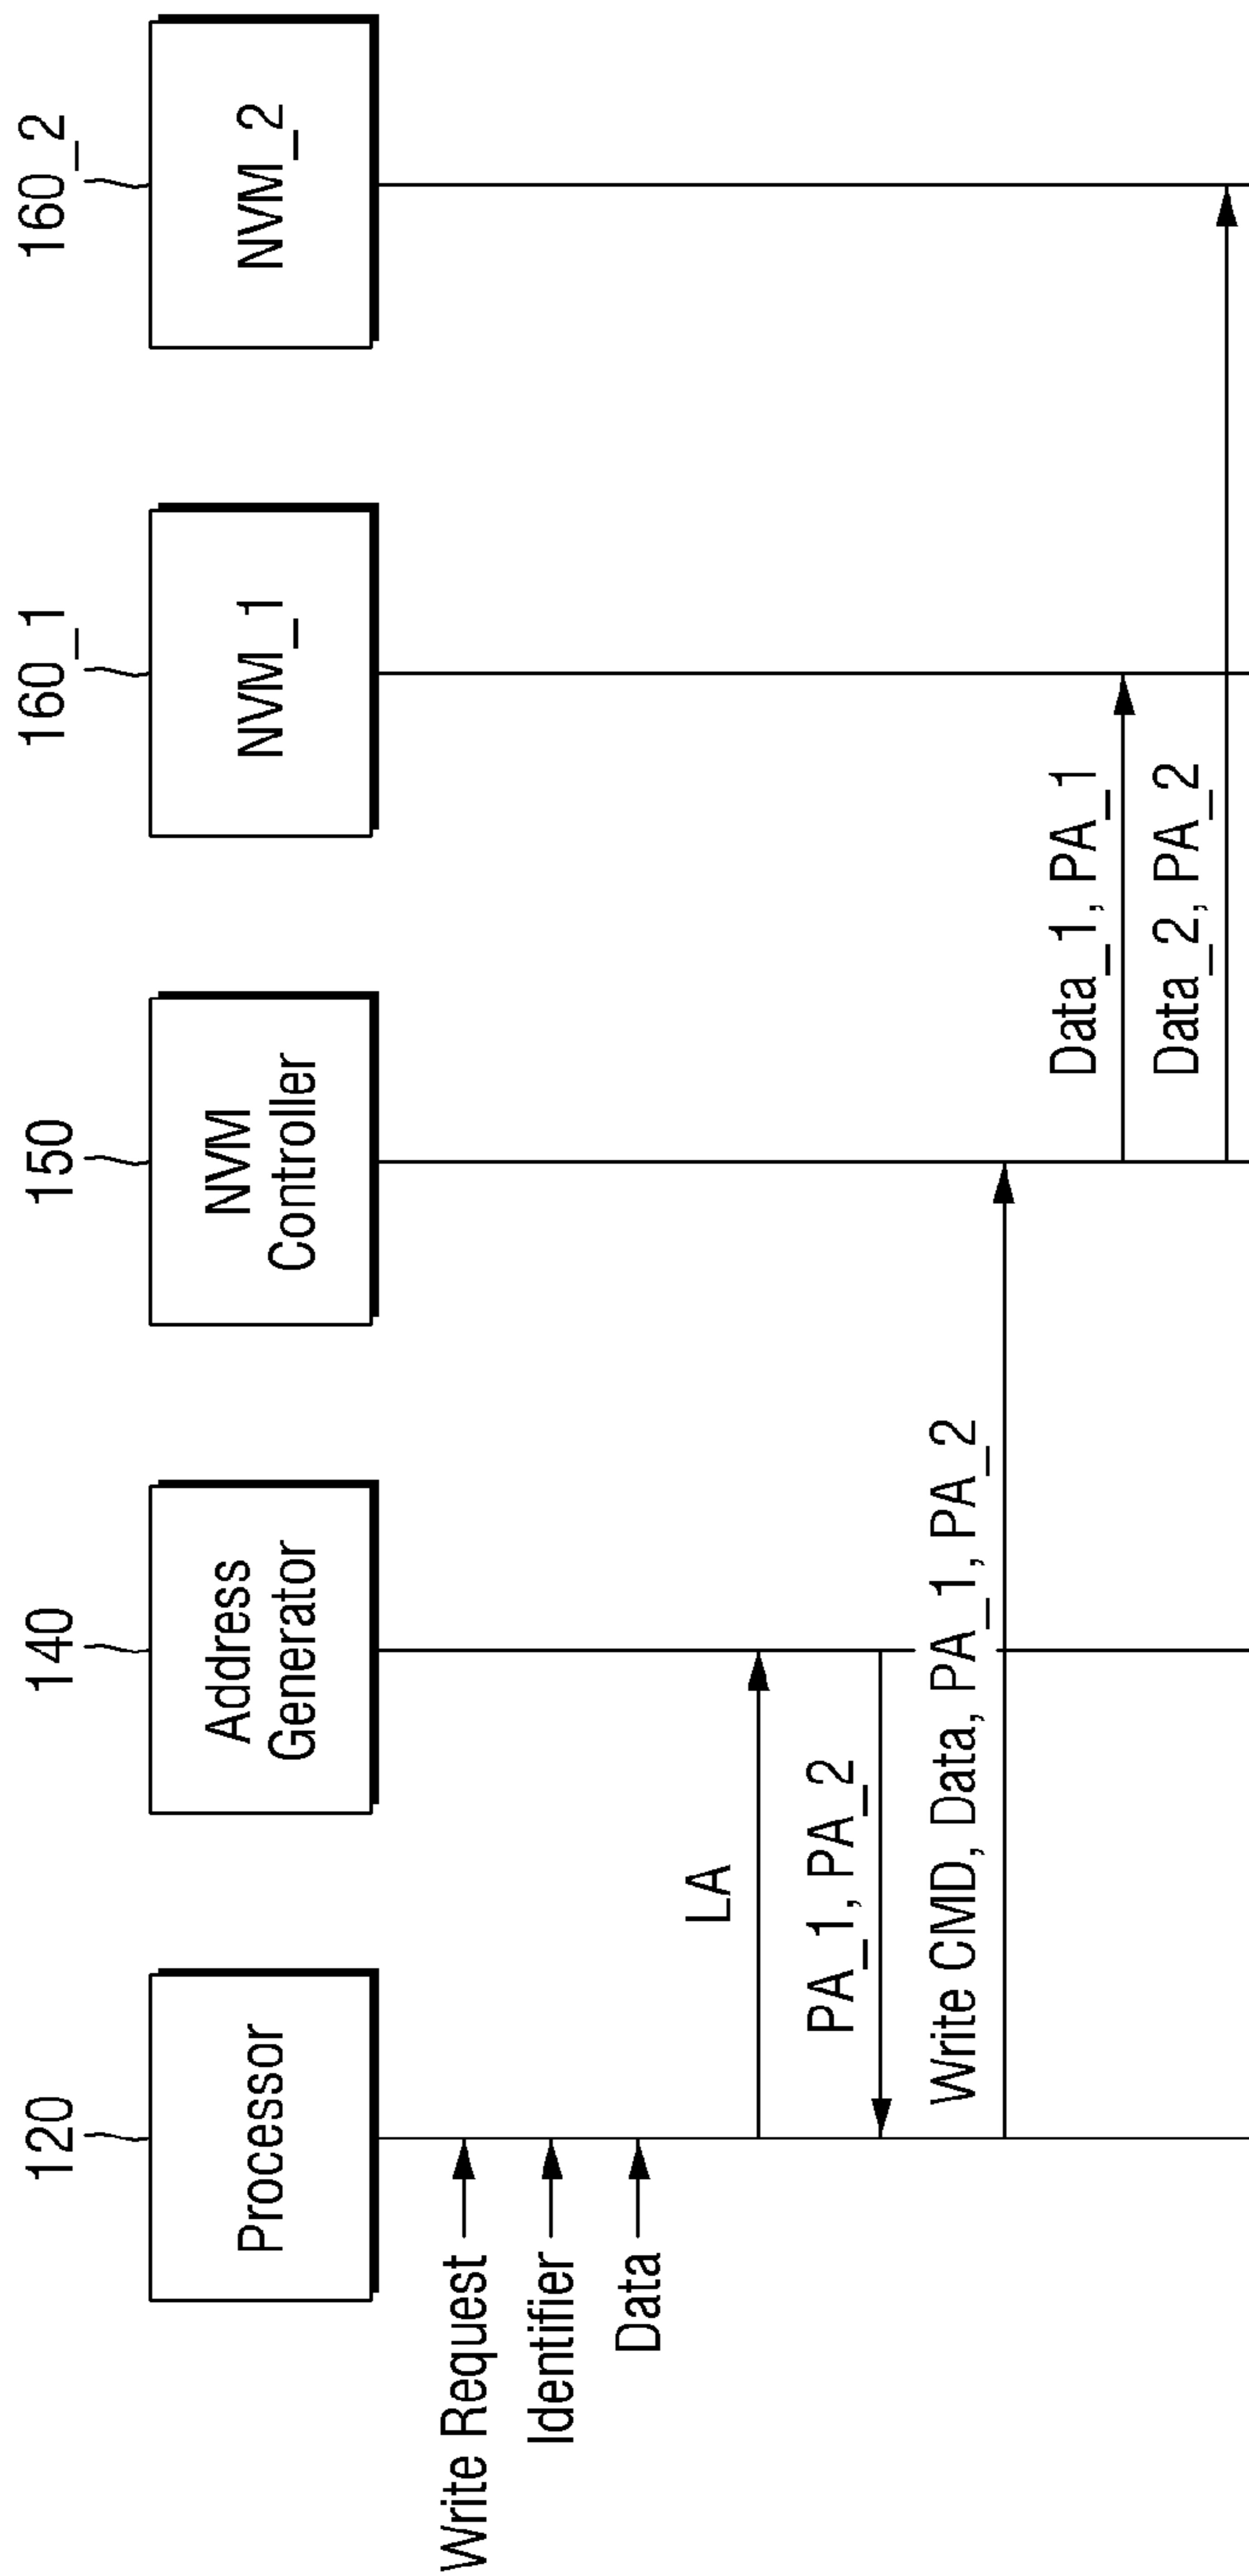 120
140
150
160_1
160_2
Processor
Address
Generator
NVM
Controller
NVM_1
NVM_2
Write Request
Identifier
Data
LA
PA_1, PA_2
Write CMD, Data, PA_1, PA_2
Data_1, PA_1
Data_2, PA_2